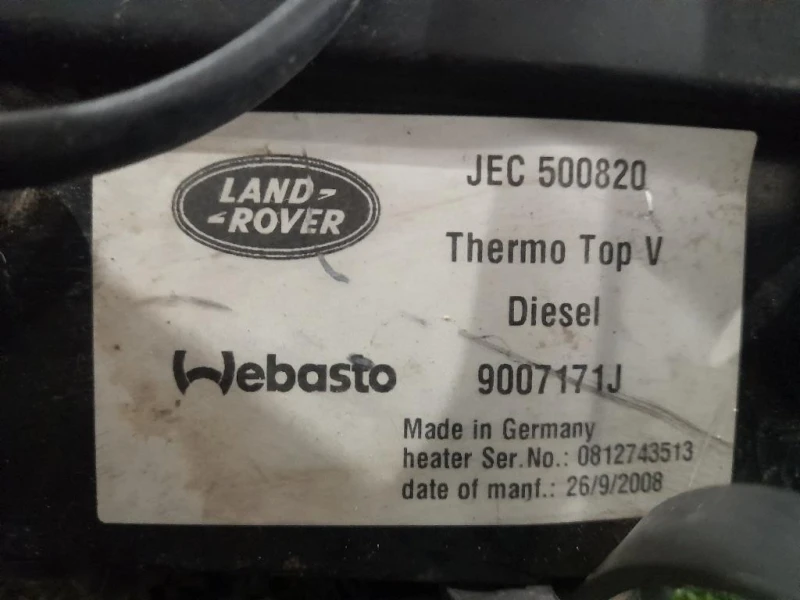 LAND
ROVER
JEC 500820
Thermo Top V
Diesel
Webasto
9007171J
Made in Germany
heater Ser.No.: 0812743513
date of manf.: 26/9/2008